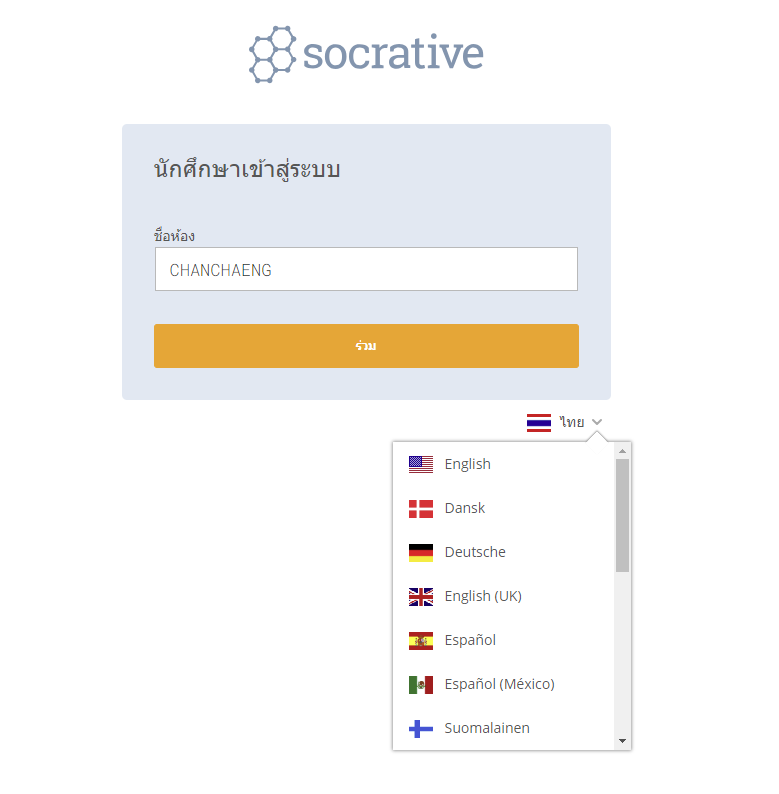 socrative
นักศึกษาเข้าสู่ระบบ
ชื่อห้อง
CHANCHAENG
ร่วม
ไทย
English
Dansk
Deutsche
English (UK)
Español
Español (México)
Suomalainen